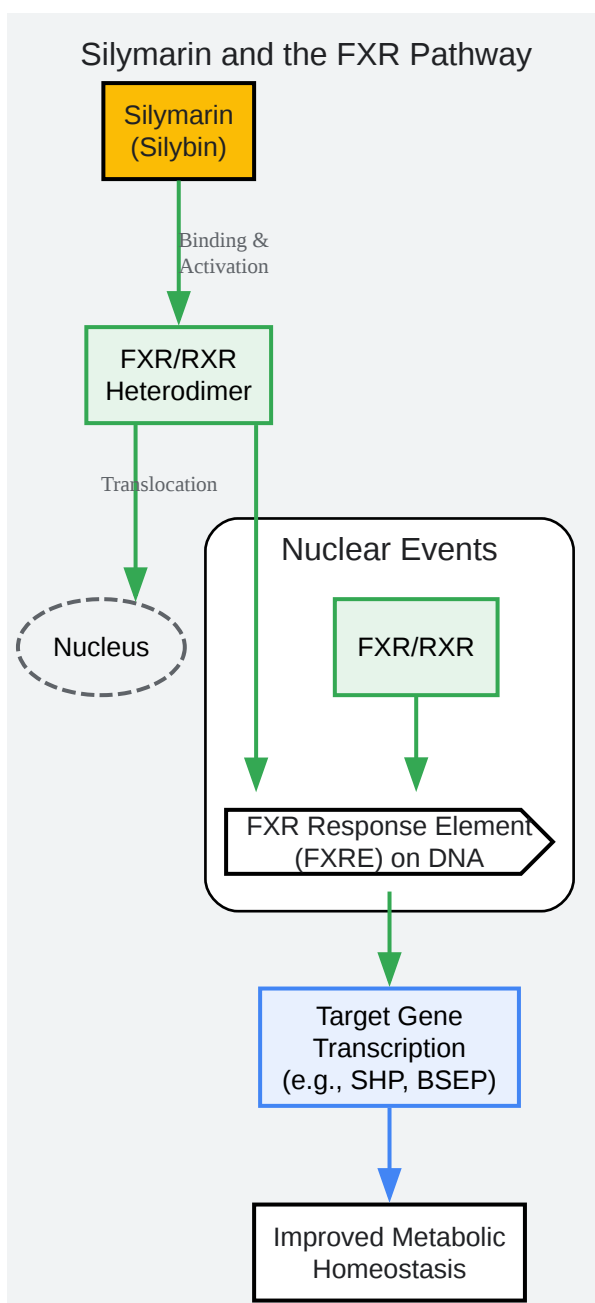 Silymarin and the FXR Pathway
Silymarin
(Silybin)
Binding &
Activation
FXR/RXR
Heterodimer
Translocation
Nuclear Events
Nucleus
FXR/RXR
FXR Response Element
(FXRE) on DNA
Target Gene
Transcription
(e.g., SHP, BSEP)
Improved Metabolic
Homeostasis